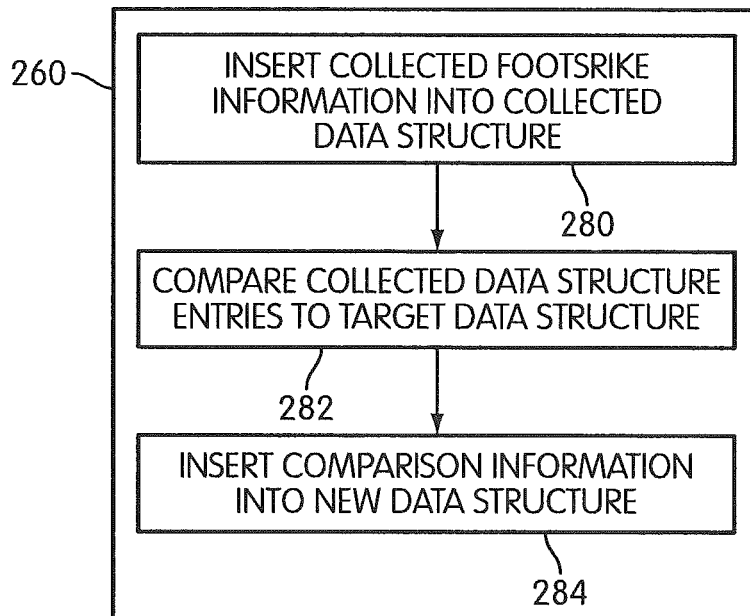 260
INSERT COLLECTED FOOTSRIKE
INFORMATION INTO COLLECTED
DATA STRUCTURE
280
COMPARE COLLECTED DATA STRUCTURE
ENTRIES TO TARGET DATA STRUCTURE
282
INSERT COMPARISON INFORMATION
INTO NEW DATA STRUCTURE
284